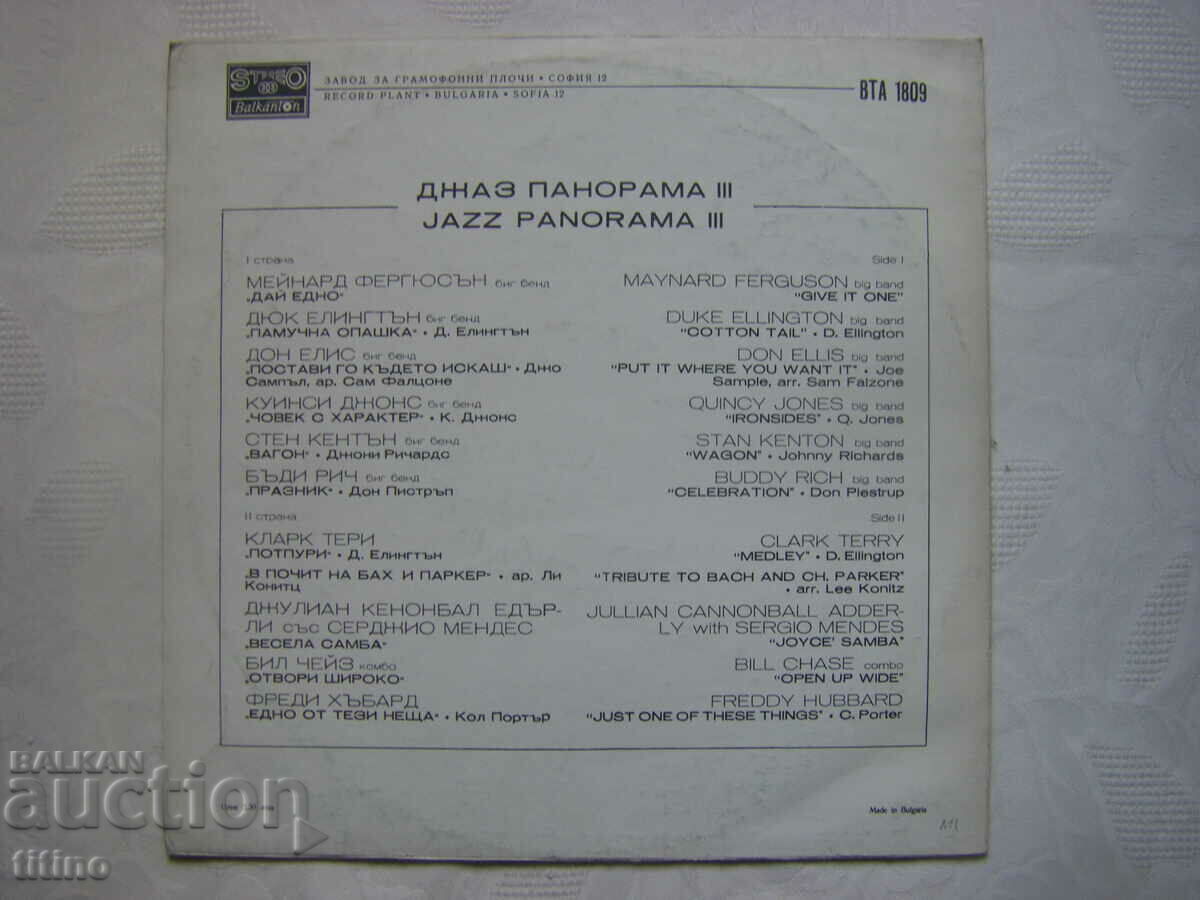 STEREO
33
Balkanton
ЗАВОД ЗА ГРАМОФОННИ ПЛОЧИ • СОФИЯ 12
RECORD PLANT • BULGARIA • SOFIA 12
ВТА 1809
ДЖАЗ ПАНОРАМА III
JAZZ PANORAMA III
I страна
МЕЙНАРД ФЕРГЮСЪН биг бенд
„ДАЙ ЕДНО“
ДЮК ЕЛИНГТЪН биг бенд
„ПАМУЧНА ОПАШКА“ • Д. Елингтън
ДОН ЕЛИС биг бенд
„ПОСТАВИ ГО КЪДЕТО ИСКАШ“ • Джо
Сампъл, ар. Сам Фалцоне
КУИНСИ ДЖОНС биг бенд
„ЧОВЕК С ХАРАКТЕР“ • К. Джонс
СТЕН КЕНТЪН биг бенд
„ВАГОН“ • Джони Ричардс
БЪДИ РИЧ биг бенд
„ПРАЗНИК“ • Дон Пистръп
II страна
КЛАРК ТЕРИ
„ПОТПУРИ“ • Д. Елингтън
„В ПОЧИТ НА БАХ И ПАРКЕР“ • ар. Ли
Конитц
ДЖУЛИАН КЕНОНБАЛ ЕДЪР-
ЛИ със СЕРДЖИО МЕНДЕС
„ВЕСЕЛА САМБА“
БИЛ ЧЕЙЗ комбо
„ОТВОРИ ШИРОКО“
ФРЕДИ ХЪБАРД
„ЕДНО ОТ ТЕЗИ НЕЩА“ • Кол Портър
Side I
MAYNARD FERGUSON big band
"GIVE IT ONE"
DUKE ELLINGTON big band
"COTTON TAIL" • D. Ellington
DON ELLIS big band
"PUT IT WHERE YOU WANT IT" • Joe
Sample, arr. Sam Falzone
QUINCY JONES big band
"IRONSIDES" • Q. Jones
STAN KENTON big band
"WAGON" • Johnny Richards
BUDDY RICH big band
"CELEBRATION" • Don Piestrup
Side II
CLARK TERRY
"MEDLEY" • D. Ellington
"TRIBUTE TO BACH AND CH. PARKER"
• arr. Lee Konitz
JULLIAN CANNONBALL ADDER-
LY with SERGIO MENDES
"JOYCE' SAMBA"
BILL CHASE combo
"OPEN UP WIDE"
FREDDY HUBBARD
"JUST ONE OF THESE THINGS" • C. Porter
Made in Bulgaria
BALKAN
auction
titino